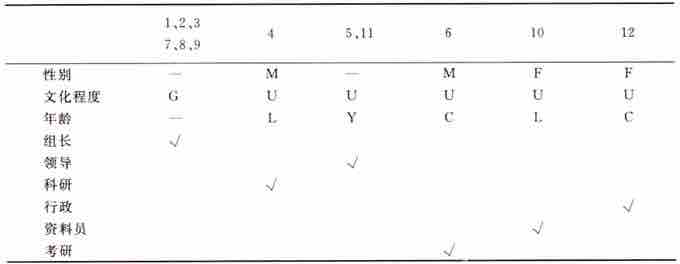 1、2、3 4 5、11 6 10 12
7、8、9
性别 — M — M F F
文化程度 G U U U U U
年龄 — L Y C L C
组长 √
领导 √
科研 √
行政 √
资料员 √
考研 √